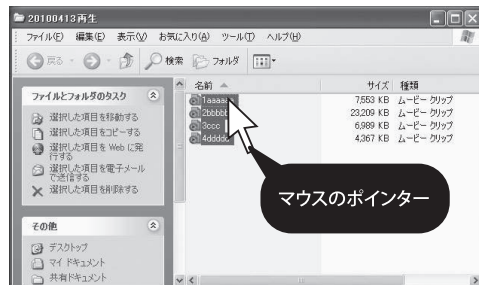 20100413再生
ファイル(F) 編集(E) 表示(V) お気に入り(A) ツール(T) ヘルプ(H)
戻る 検索 フォルダ
ファイルとフォルダのタスク
選択した項目を移動する
選択した項目をコピーする
選択した項目を Web に発行する
選択した項目を電子メールで送信する
選択した項目を削除する
その他
デスクトップ
マイ ドキュメント
共有ドキュメント
名前 サイズ 種類
1aaaaa 7,553 KB ムービー クリップ
2bbbbb 23,209 KB ムービー クリップ
3ccc 6,989 KB ムービー クリップ
4ddddd 4,367 KB ムービー クリップ
マウスのポインター